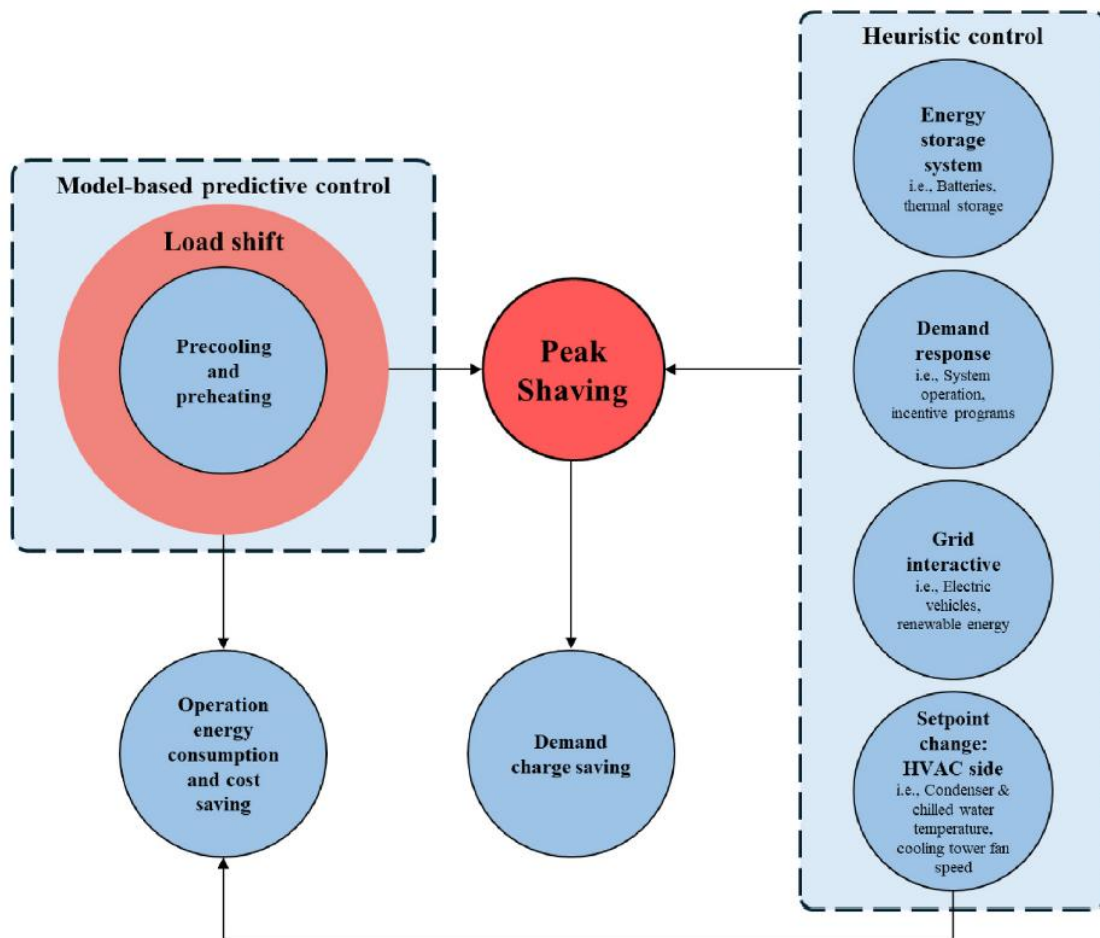 Model-based predictive control
Load shift
Precooling
and
preheating
Peak
Shaving
Operation
energy
consumption
and cost
saving
Demand
charge saving
Heuristic control
Energy
storage
system
i.e., Batteries,
thermal storage
Demand
response
i.e., System
operation,
incentive programs
Grid
interactive
i.e., Electric
vehicles,
renewable energy
Setpoint
change:
HVAC side
i.e., Condenser &
chilled water
temperature,
cooling tower fan
speed